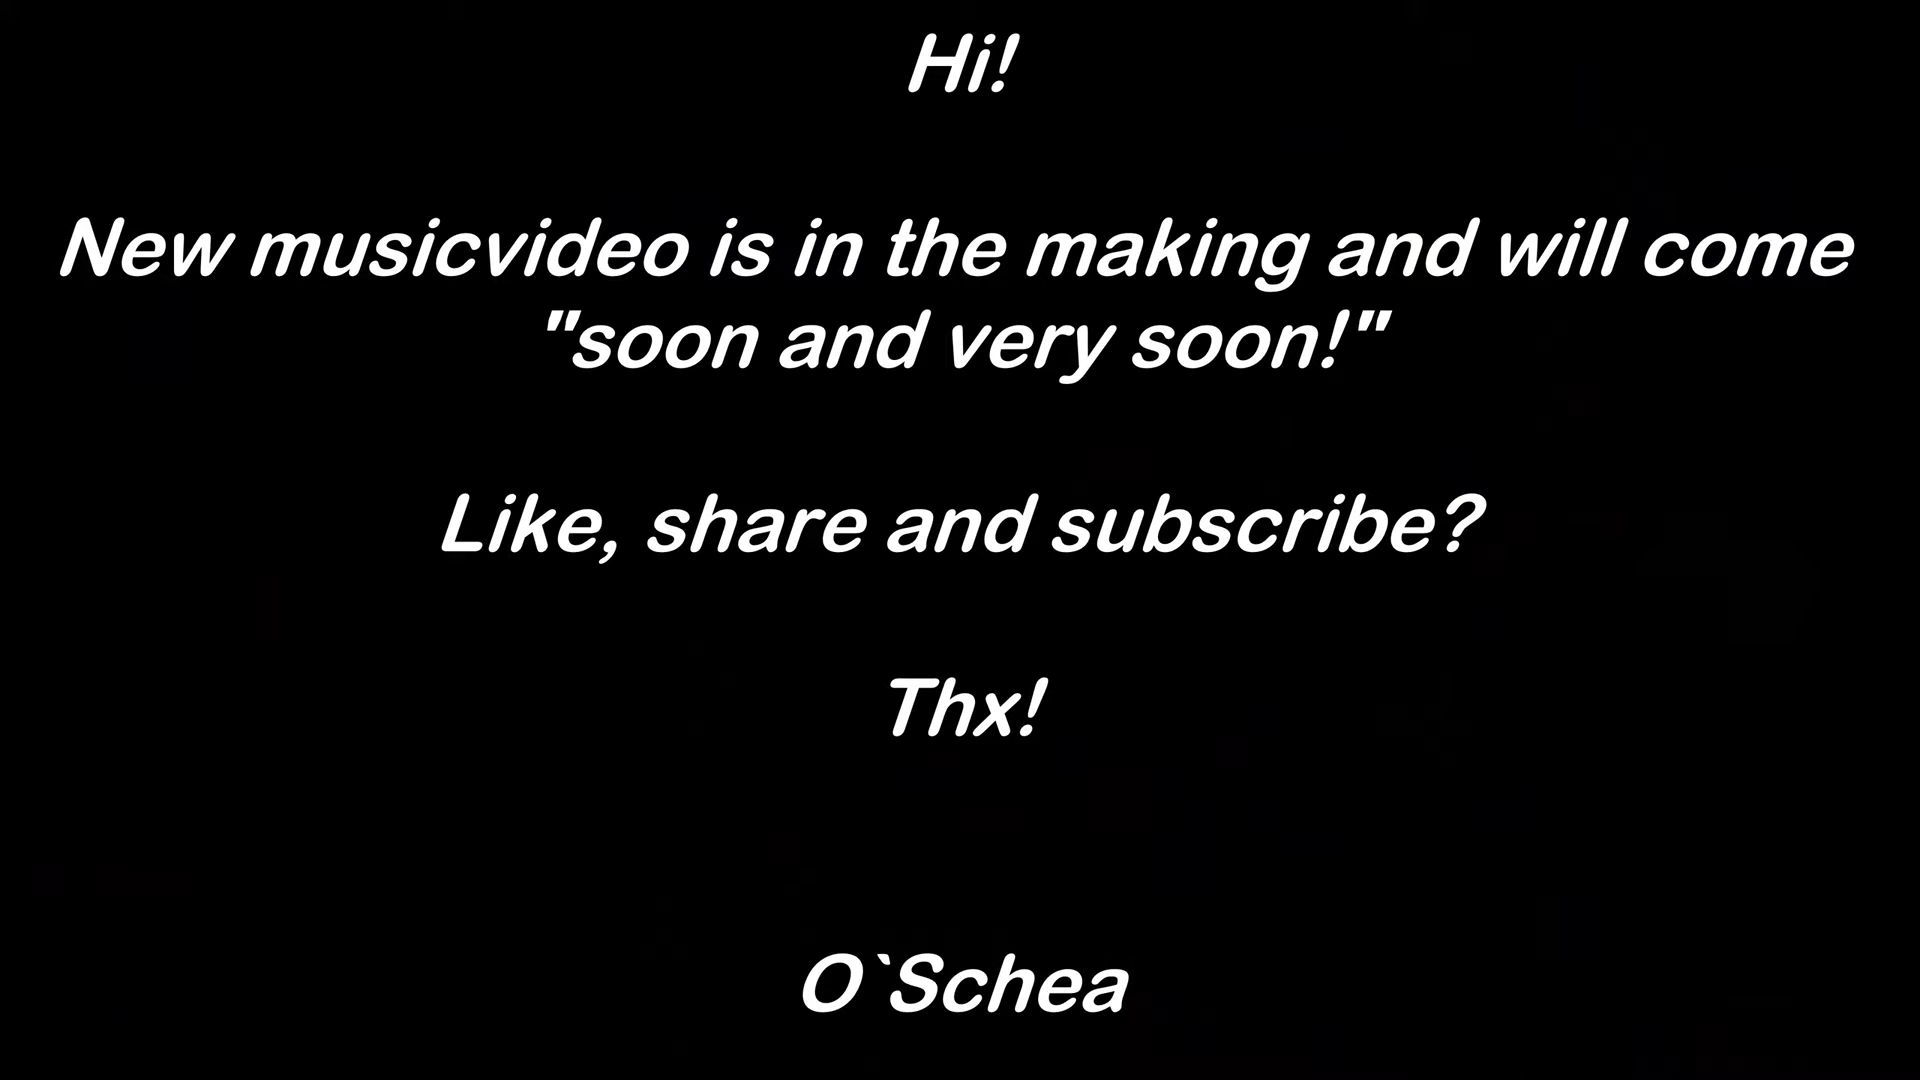 Hi!
New musicvideo is in the making and will come
"soon and very soon!"
Like, share and subscribe?
Thx!
O`Schea